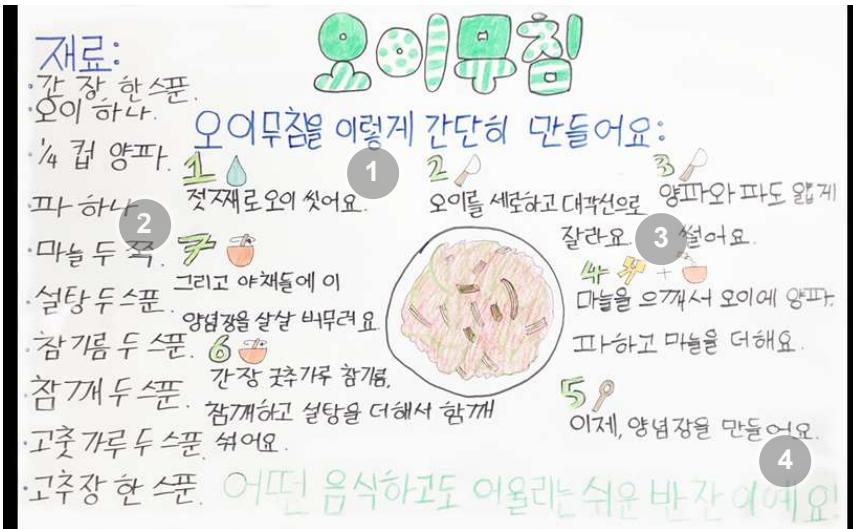 오이무침
재료:
·간장 한 스푼.
·오이 하나.
·¼ 컵 양파.
·파 하나
·마늘 두 쪽.
·설탕 두 스푼.
·참기름 두 스푼.
·참깨 두 스푼.
·고춧가루 두 스푼.
·고추장 한 스푼.
오이무침을 이렇게 간단히 만들어요:
1
젓째로 오이 씻어요.
2
오이를 세로하고 대각선으로
잘라요.
3
양파와 파도 얇게
썰어요.
4
마늘을 으깨서 오이에 양파.
파하고 마늘을 더해요.
5
이제, 양념장을 만들어요.
6
간장 굿추가루 참기름,
참깨하고 설탕을 더해서 함깨
쉬어요.
7
그리고 야채들에 이
양념장을 살살 버무려요.
어떤 음식하고도 어울리는 쉬운 반찬이예요!
1
2
3
4